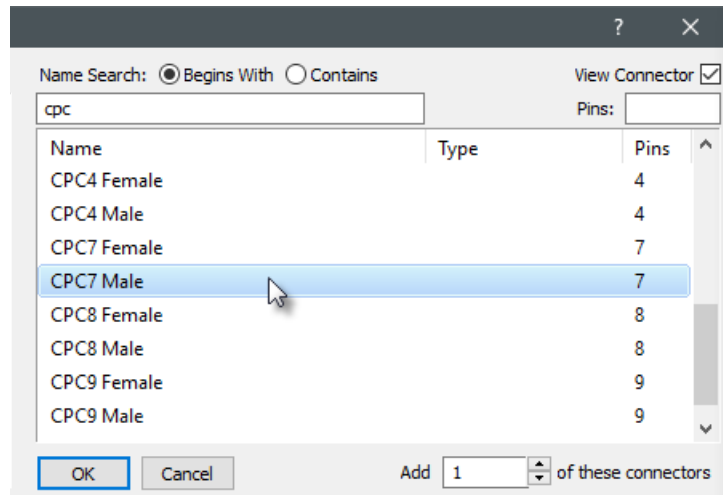 ?
Name Search: Begins With Contains View Connector
cpc Pins:
Name Type Pins
CPC4 Female 4
CPC4 Male 4
CPC7 Female 7
CPC7 Male 7
CPC8 Female 8
CPC8 Male 8
CPC9 Female 9
CPC9 Male 9
OK Cancel Add 1 of these connectors